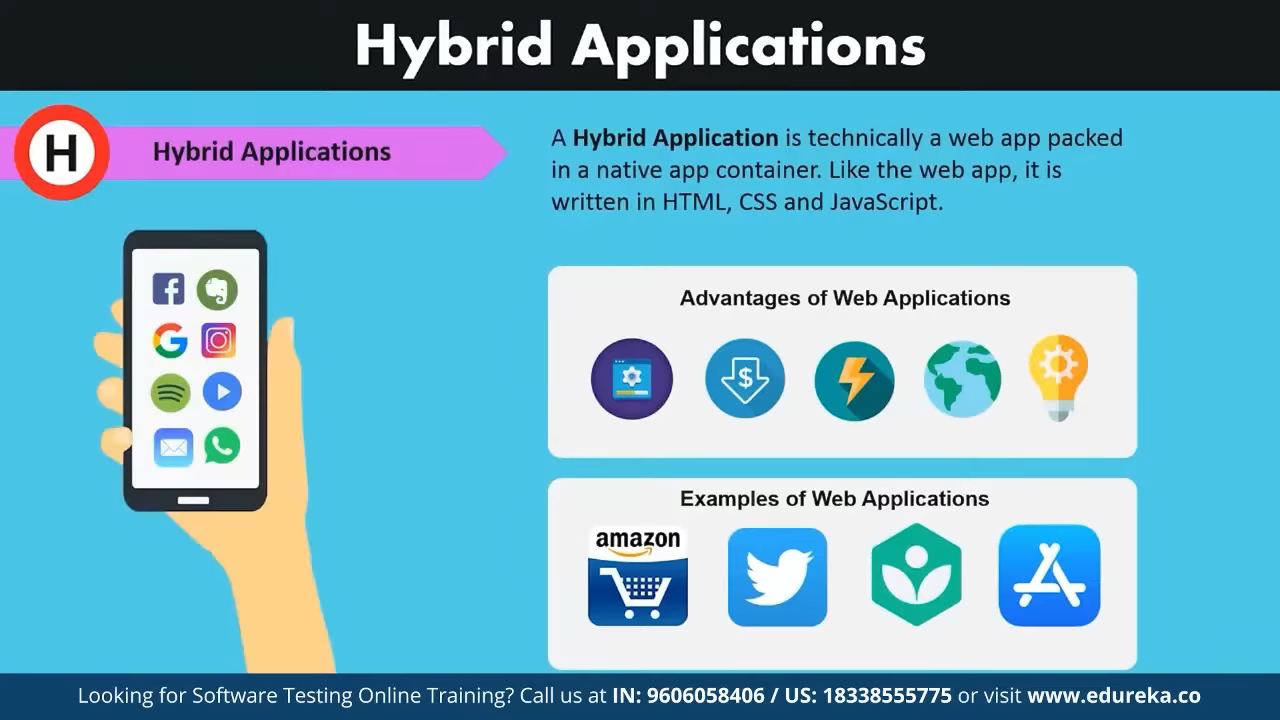 Hybrid Applications
H
Hybrid Applications
A Hybrid Application is technically a web app packed
in a native app container. Like the web app, it is
written in HTML, CSS and JavaScript.
Advantages of Web Applications
$
Examples of Web Applications
amazon
Looking for Software Testing Online Training? Call us at IN: 9606058406 / US: 18338555775 or visit www.edureka.co